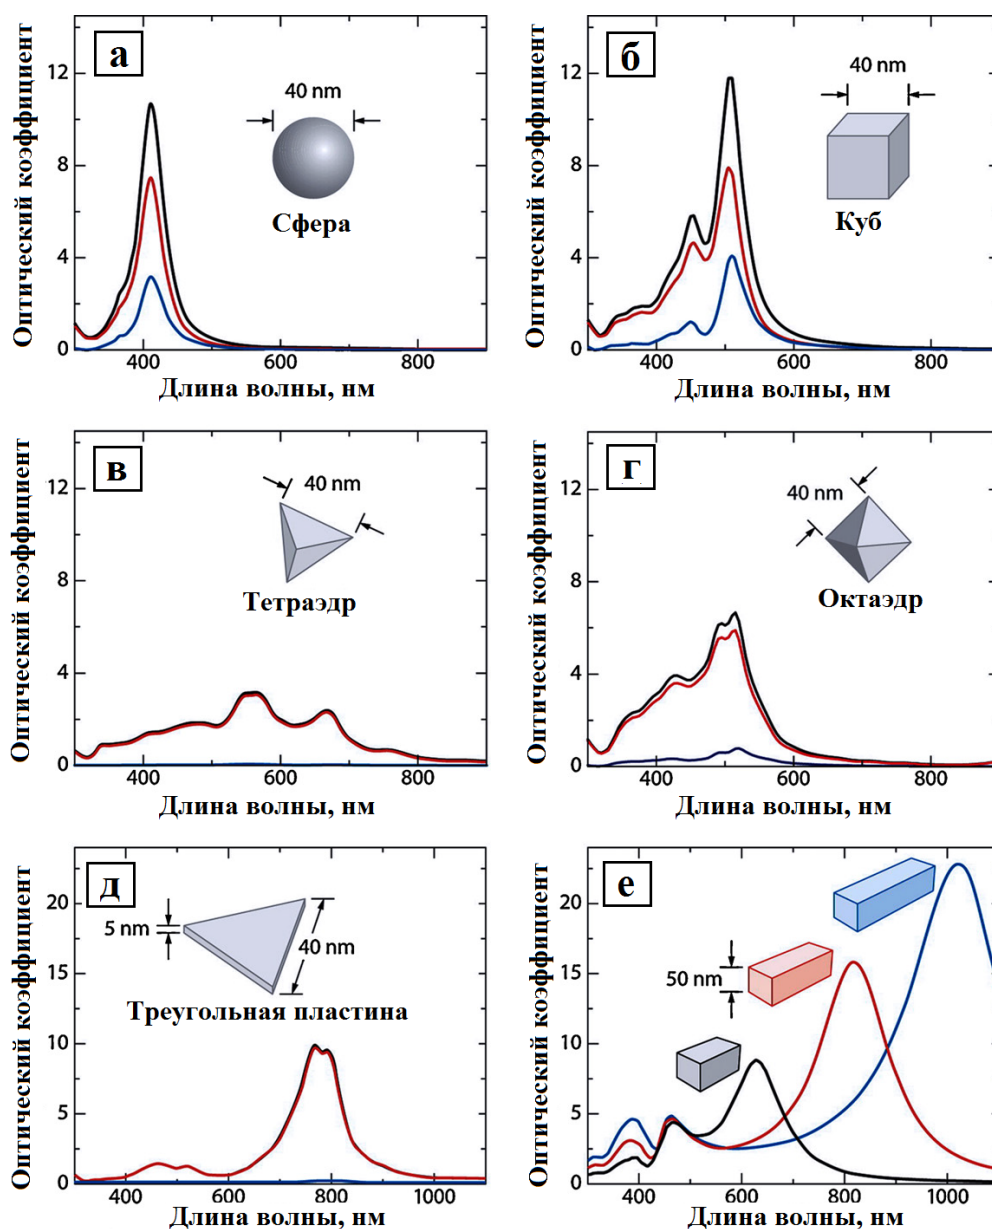 Оптический коэффициент
а
40 nm
Сфера
12
8
4
0
400
600
800
Длина волны, нм
Оптический коэффициент
б
40 nm
Куб
12
8
4
0
400
600
800
Длина волны, нм
Оптический коэффициент
в
40 nm
Тетраэдр
12
8
4
0
400
600
800
Длина волны, нм
Оптический коэффициент
г
40 nm
Октаэдр
12
8
4
0
400
600
800
Длина волны, нм
Оптический коэффициент
д
5 nm
40 nm
Треугольная пластина
20
15
10
5
0
400
600
800
1000
Длина волны, нм
Оптический коэффициент
е
50 nm
20
15
10
5
0
400
600
800
1000
Длина волны, нм